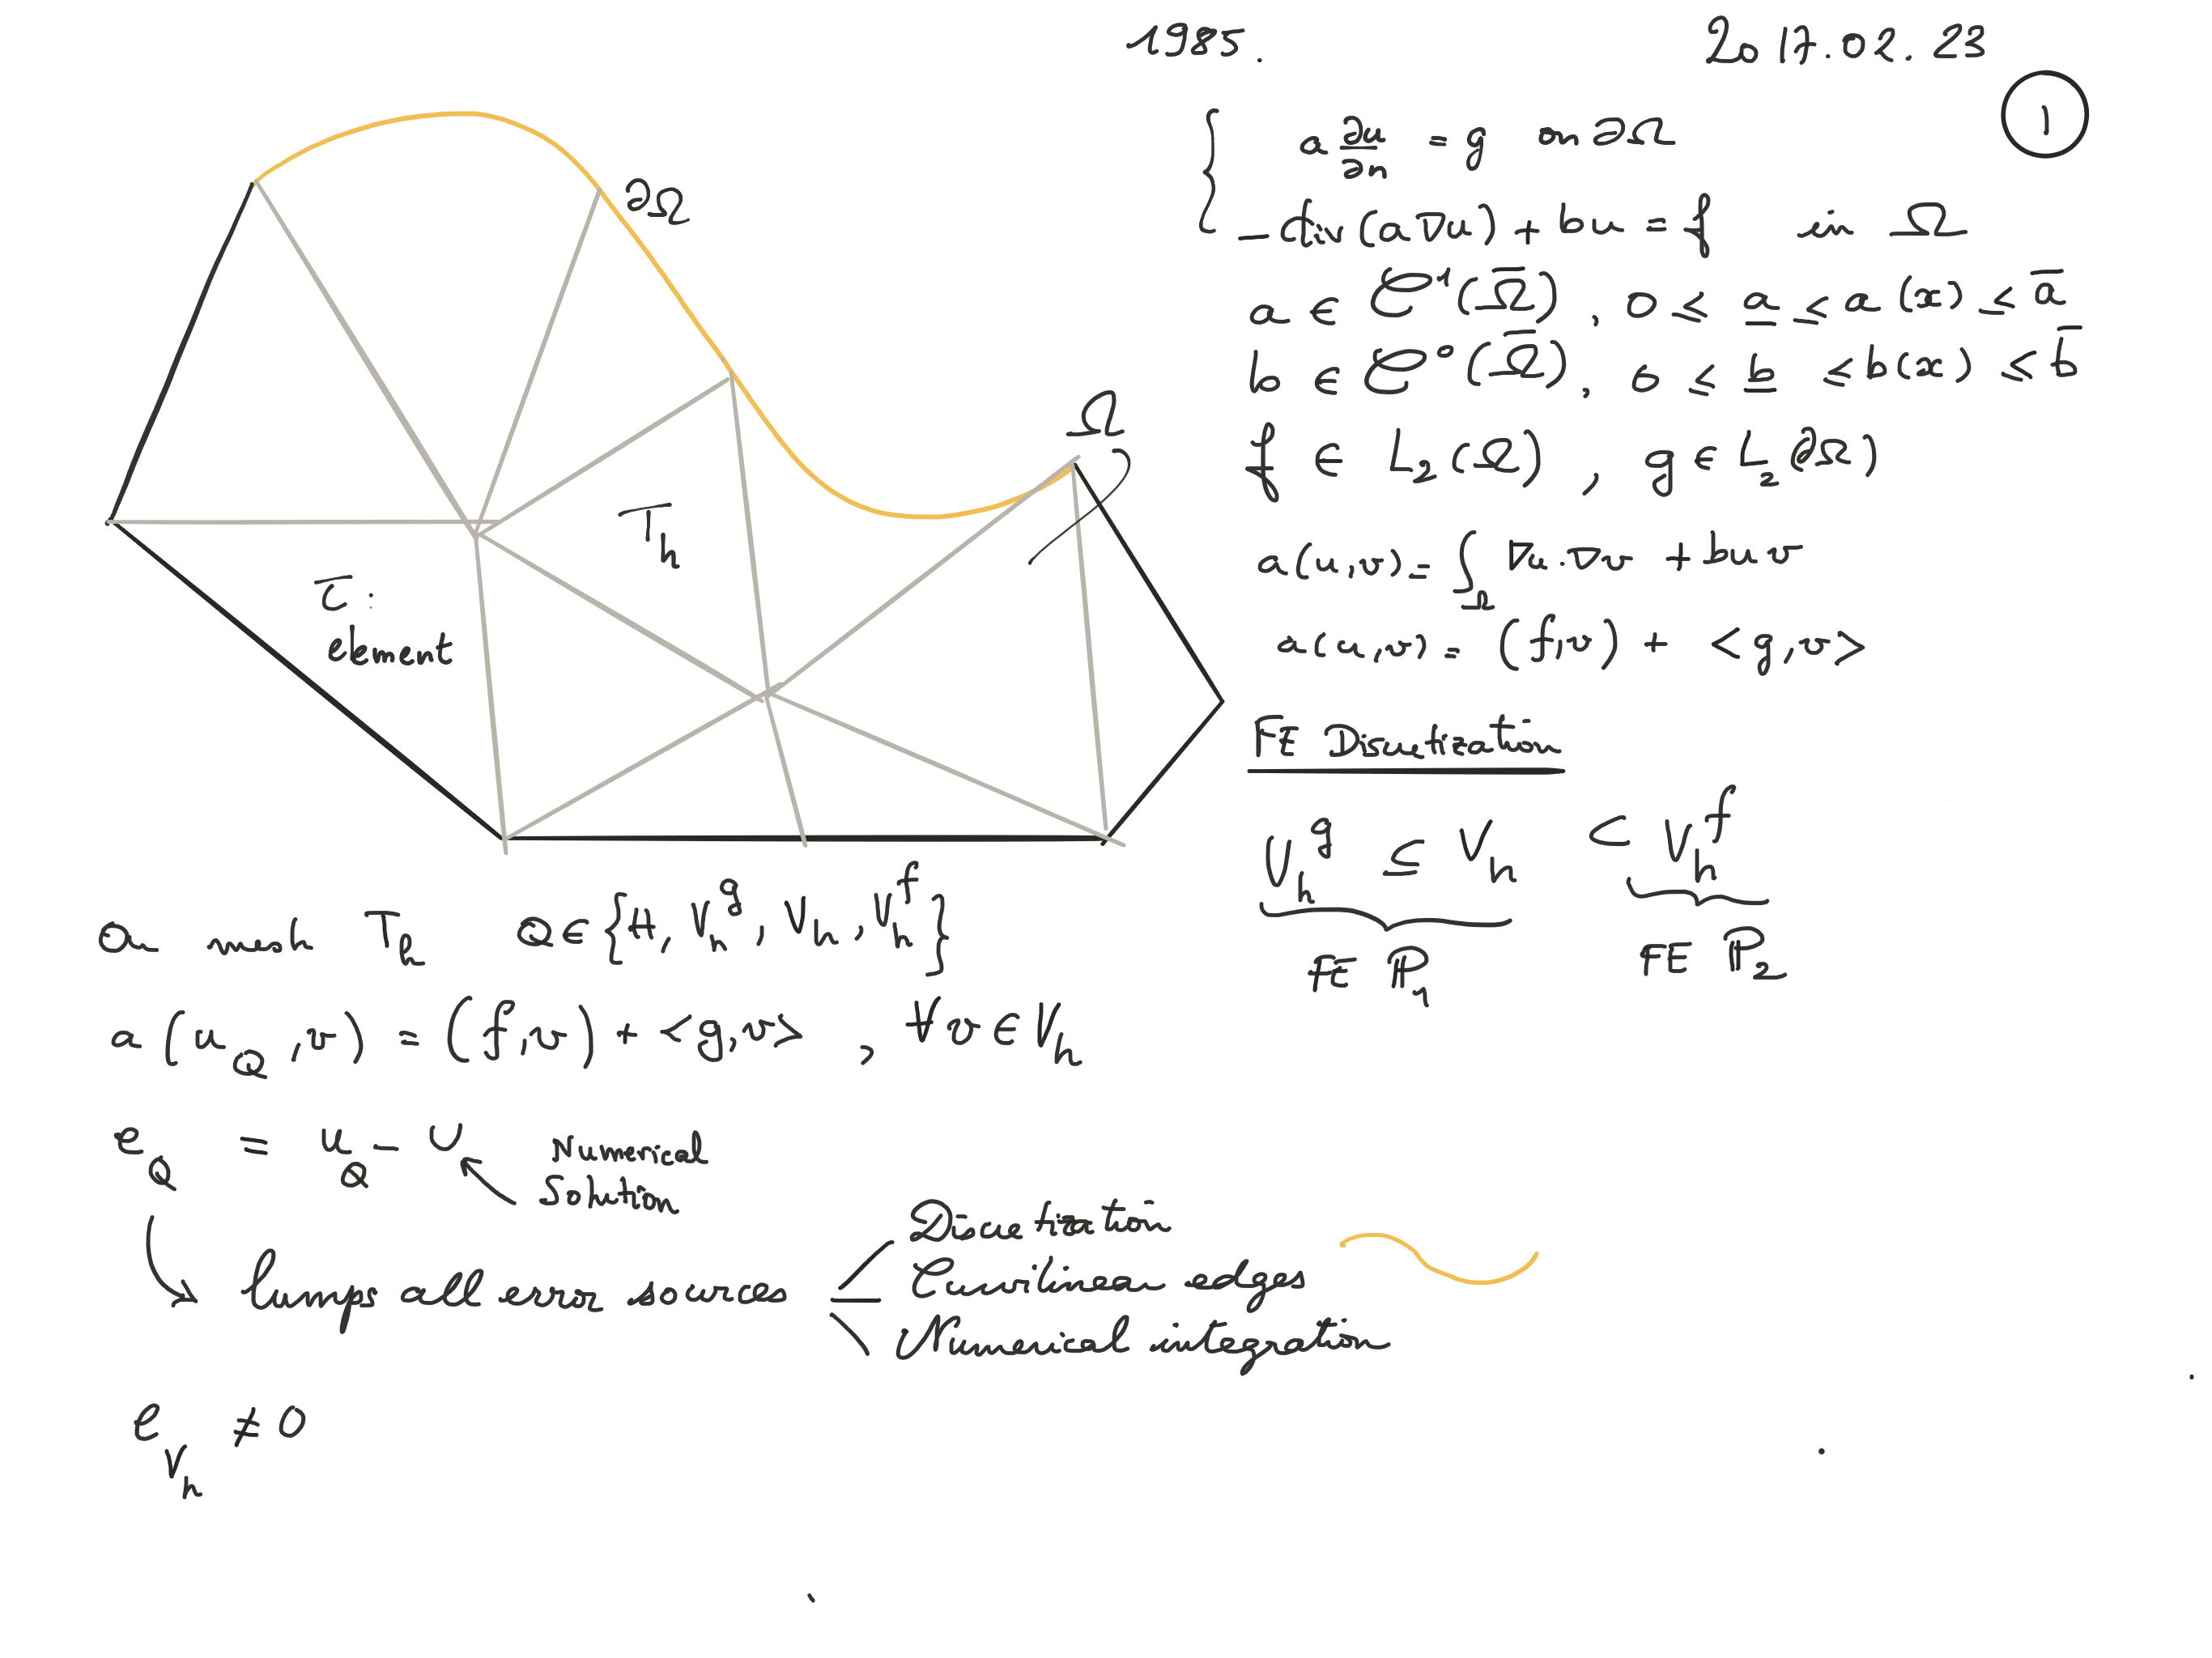 1985.
2017.02.23
1
a ∂u/∂n = g on ∂Ω
-div(a∇u) + bu = f in Ω
a ∈ 𝒞¹(Ω̅), 0 ≤ a̲ ≤ a(x) ≤ a̅
b ∈ 𝒞⁰(Ω̅), 0 ≤ b̲ ≤ b(x) ≤ b̅
f ∈ L₂(Ω), g ∈ L₂(∂Ω)
a(u,v) = ∫_Ω ∇u·∇v + buv
a(u,v) = (f,v) + <g,v>
∂Ω
Ω
T_h
τ:
element
FE Discretization
V_h^g ⊆ V_h ⊂ V_h^f
FE ℙ₁
FE ℙ₂
On mesh T_h Q ∈ {H, V_h^g, V_h, V_h^f}
a(u_Q,v) = (f,v) + <g,v>, ∀v ∈ V_h
e_Q = u_Q - U
Numerical
Solution
lumps all error sources
Discretization
Curvilinear edges
Numerical integration
e_{V_h} ≠ 0